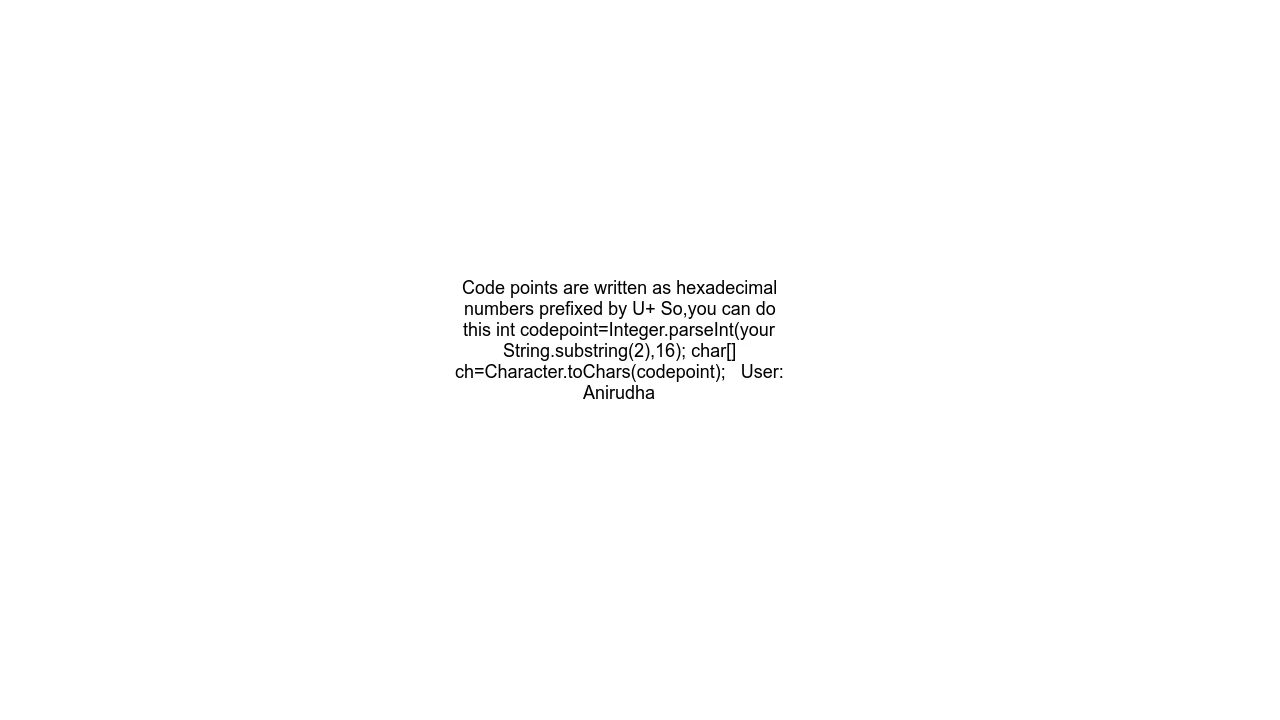 Code points are written as hexadecimal
numbers prefixed by U+ So,you can do
this int codepoint=Integer.parseInt(your
String.substring(2),16); char[]
ch=Character.toChars(codepoint);   User:
Anirudha